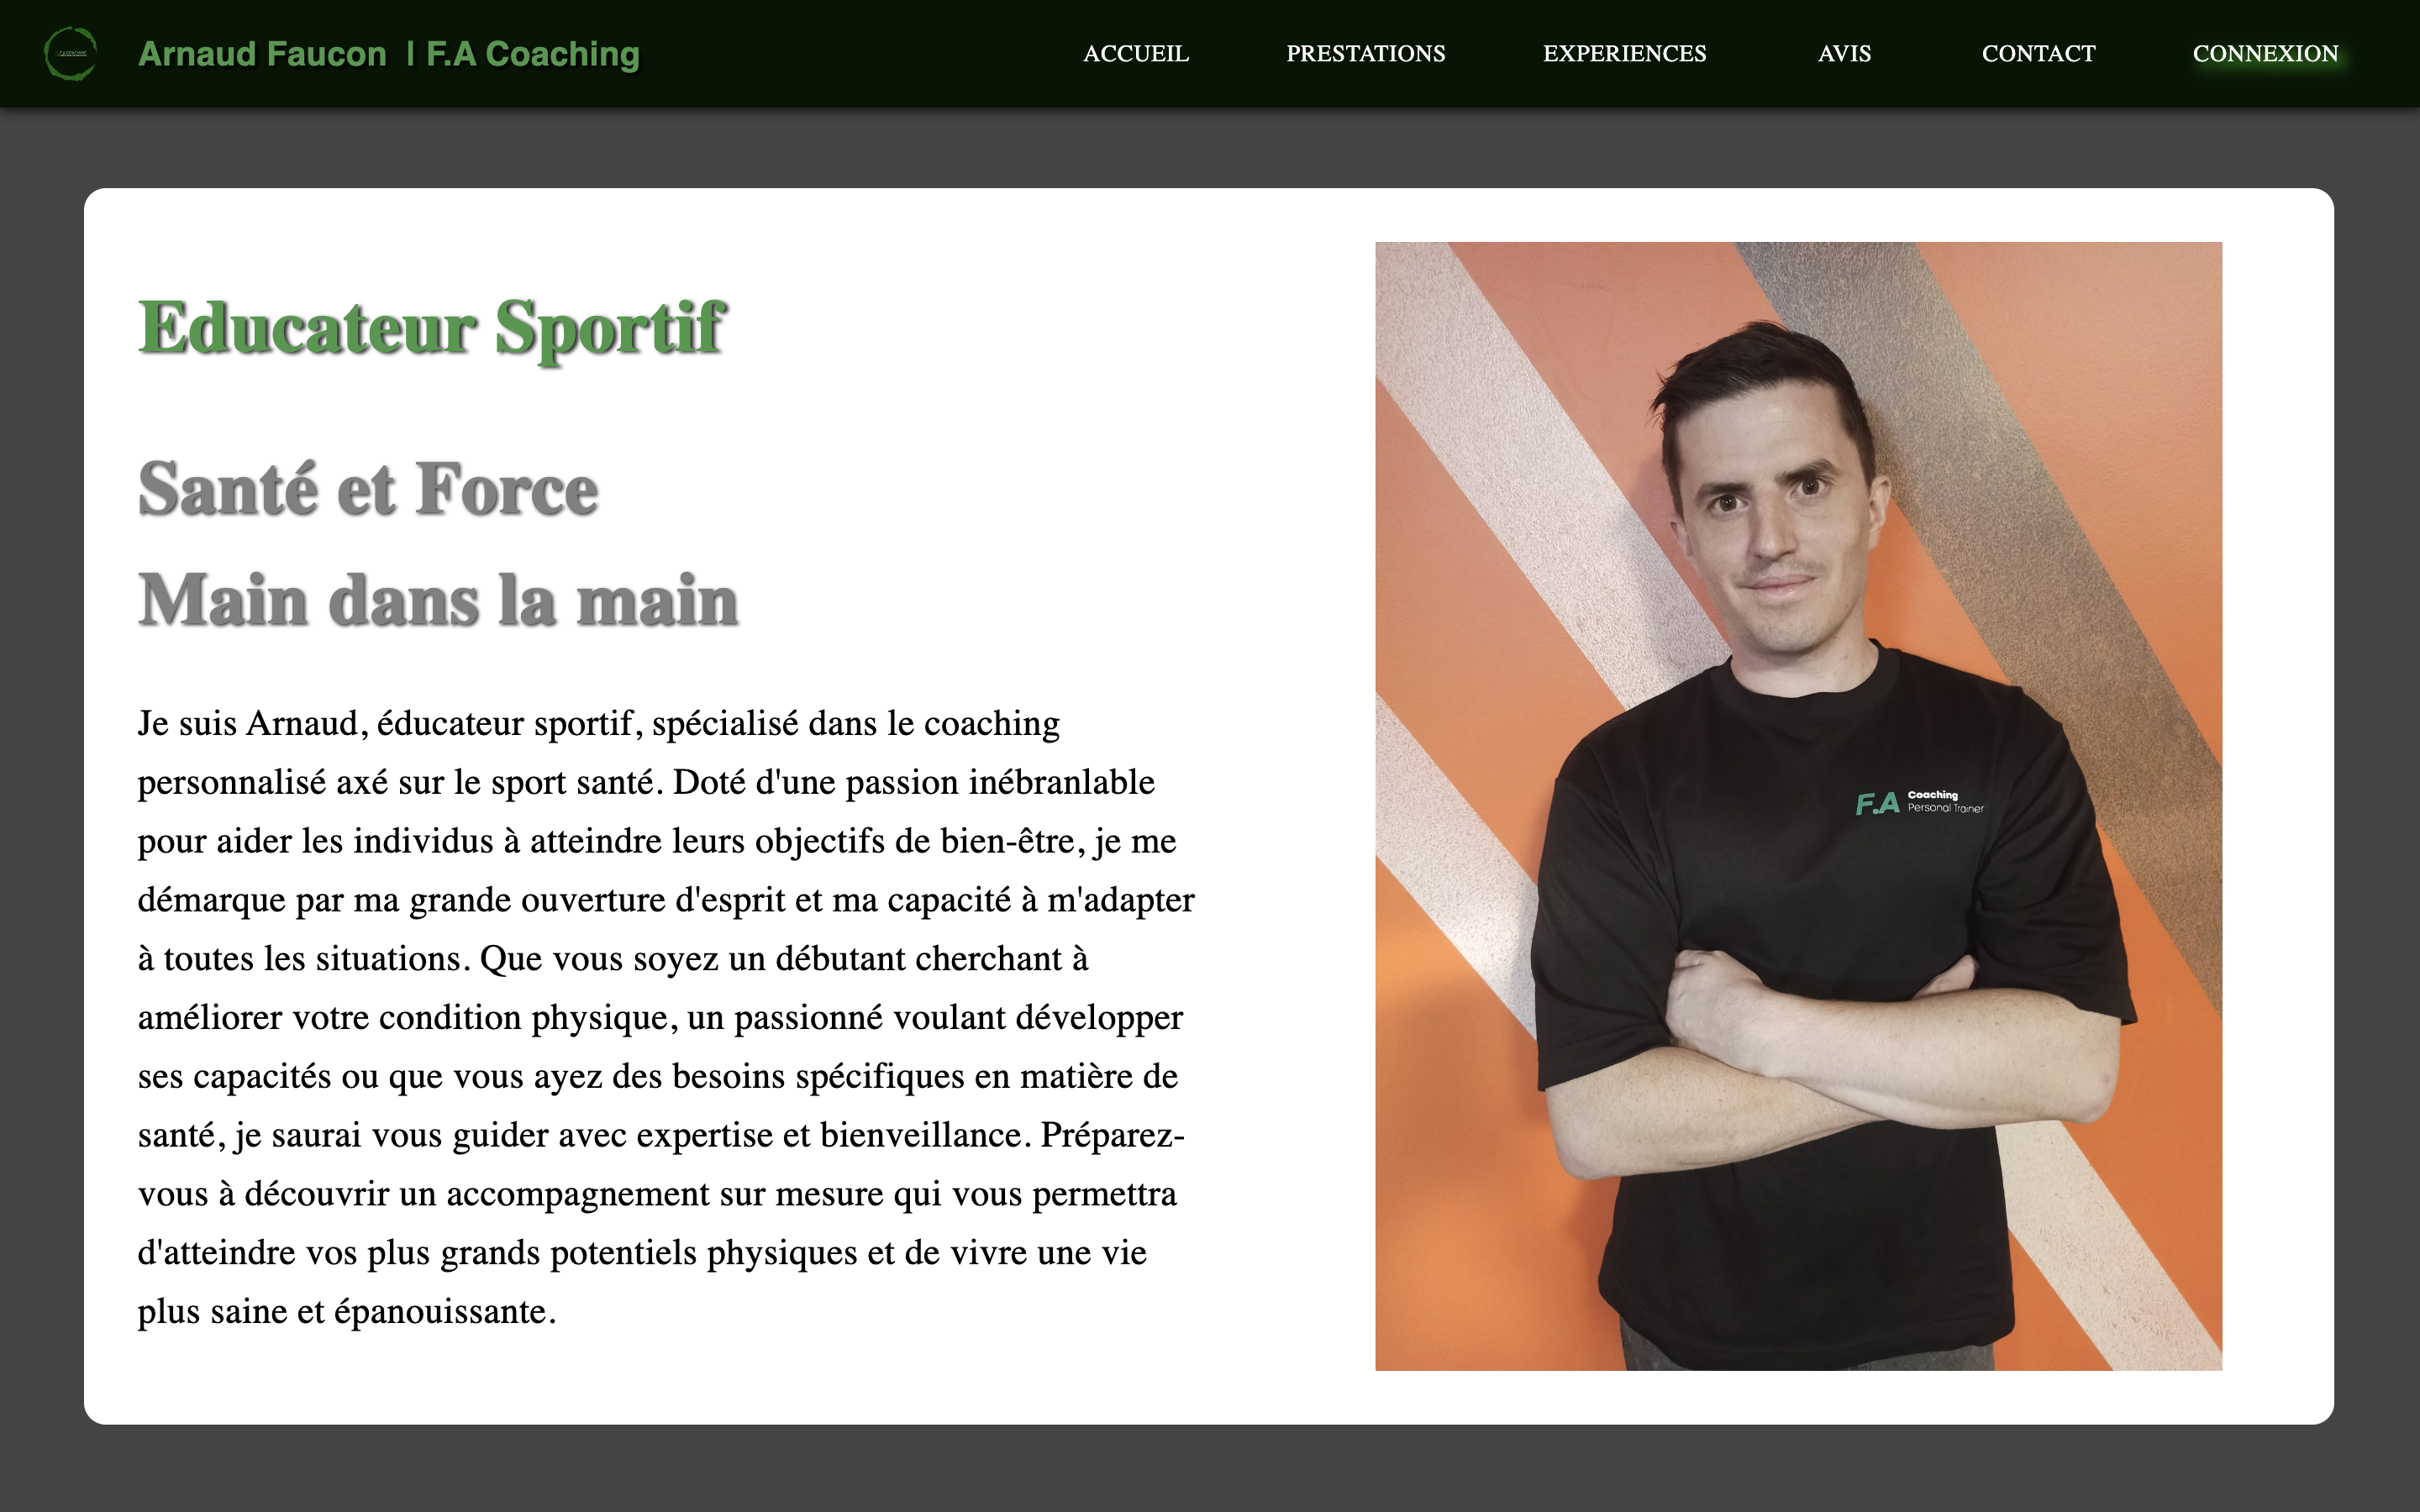 Arnaud Faucon | F.A Coaching
ACCUEIL
PRESTATIONS
EXPERIENCES
AVIS
CONTACT
CONNEXION
Educateur Sportif
Santé et Force
Main dans la main
Je suis Arnaud, éducateur sportif, spécialisé dans le coaching
personnalisé axé sur le sport santé. Doté d'une passion inébranlable
pour aider les individus à atteindre leurs objectifs de bien-être, je me
démarque par ma grande ouverture d'esprit et ma capacité à m'adapter
à toutes les situations. Que vous soyez un débutant cherchant à
améliorer votre condition physique, un passionné voulant développer
ses capacités ou que vous ayez des besoins spécifiques en matière de
santé, je saurai vous guider avec expertise et bienveillance. Préparez-
vous à découvrir un accompagnement sur mesure qui vous permettra
d'atteindre vos plus grands potentiels physiques et de vivre une vie
plus saine et épanouissante.
F.A Coaching
Personal Trainer